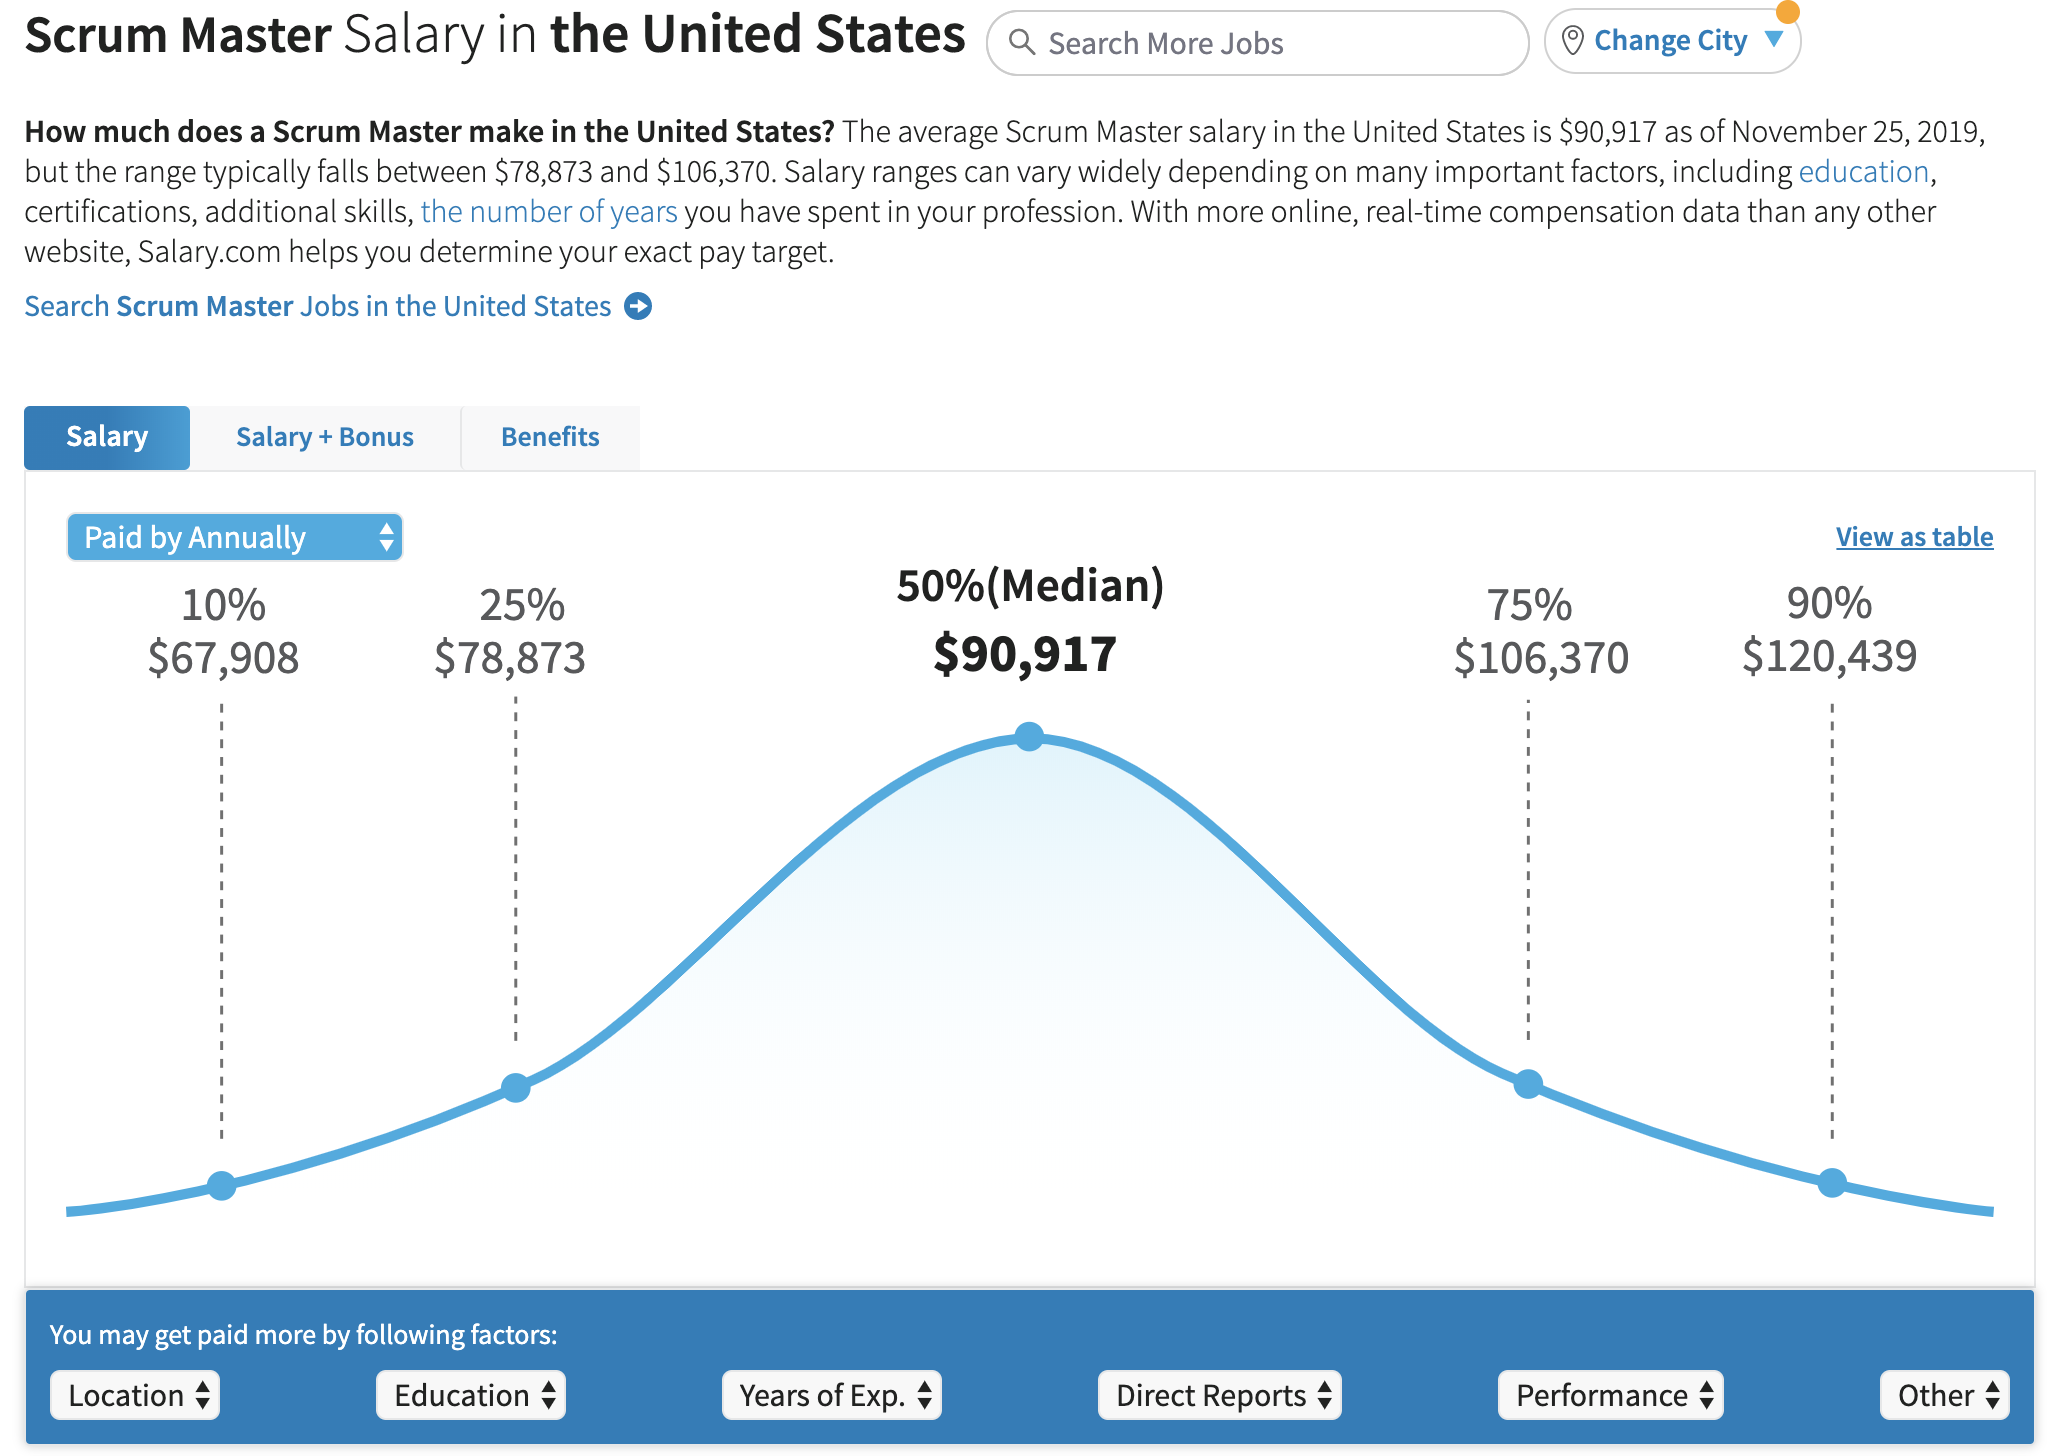 Scrum Master Salary in the United States
Search More Jobs
Change City
How much does a Scrum Master make in the United States? The average Scrum Master salary in the United States is $90,917 as of November 25, 2019,
but the range typically falls between $78,873 and $106,370. Salary ranges can vary widely depending on many important factors, including education,
certifications, additional skills, the number of years you have spent in your profession. With more online, real-time compensation data than any other
website, Salary.com helps you determine your exact pay target.
Search Scrum Master Jobs in the United States
Salary
Salary + Bonus
Benefits
Paid by Annually
View as table
10%
$67,908
25%
$78,873
50%(Median)
$90,917
75%
$106,370
90%
$120,439
You may get paid more by following factors:
Location
Education
Years of Exp.
Direct Reports
Performance
Other